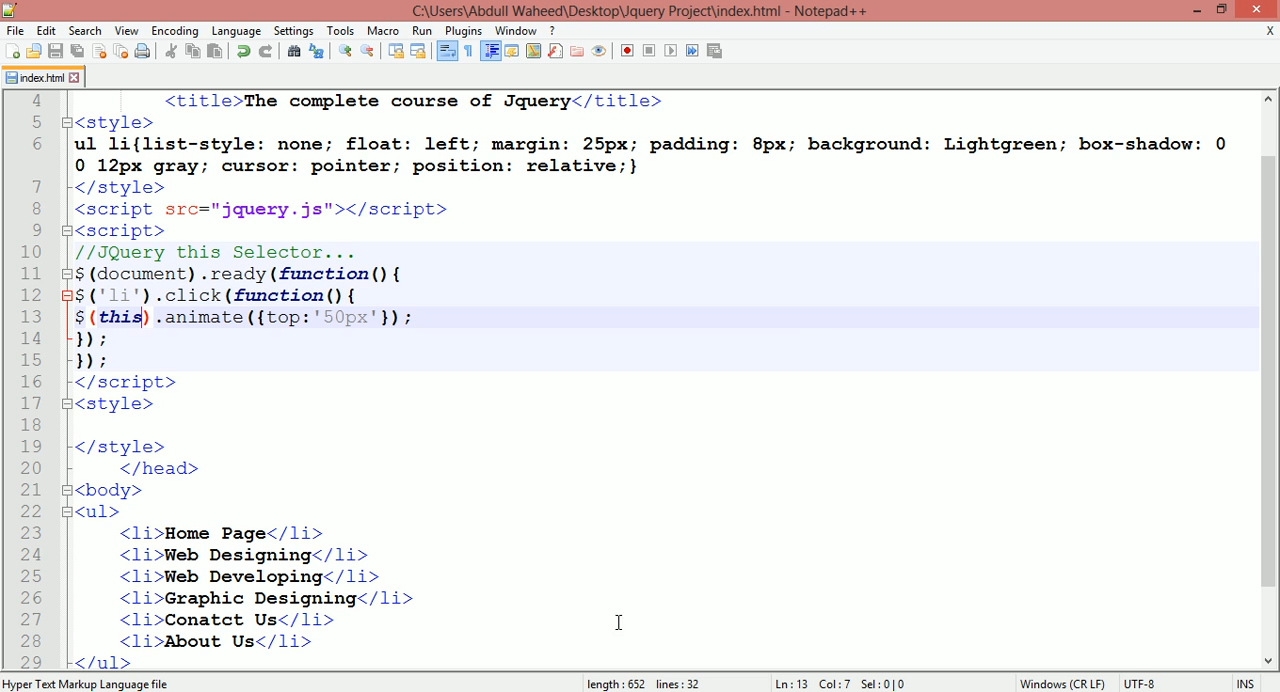 C:\Users\Abdull Waheed\Desktop\Jquery Project\index.html - Notepad++
File Edit Search View Encoding Language Settings Tools Macro Run Plugins Window ? X
index.html
4 <title>The complete course of Jquery</title>
5 <style>
6 ul li{list-style: none; float: left; margin: 25px; padding: 8px; background: Lightgreen; box-shadow: 0
0 12px gray; cursor: pointer; position: relative;}
7 </style>
8 <script src="jquery.js"></script>
9 <script>
10 //JQuery this Selector...
11 $(document).ready(function(){
12 $('li').click(function(){
13 $(this).animate({top:'50px'});
14 });
15 });
16 </script>
17 <style>
18
19 </style>
20 </head>
21 <body>
22 <ul>
23 <li>Home Page</li>
24 <li>Web Designing</li>
25 <li>Web Developing</li>
26 <li>Graphic Designing</li>
27 <li>Conatct Us</li>
28 <li>About Us</li>
29 </ul>
Hyper Text Markup Language file length : 652 lines : 32 Ln : 13 Col : 7 Sel : 0 | 0 Windows (CR LF) UTF-8 INS